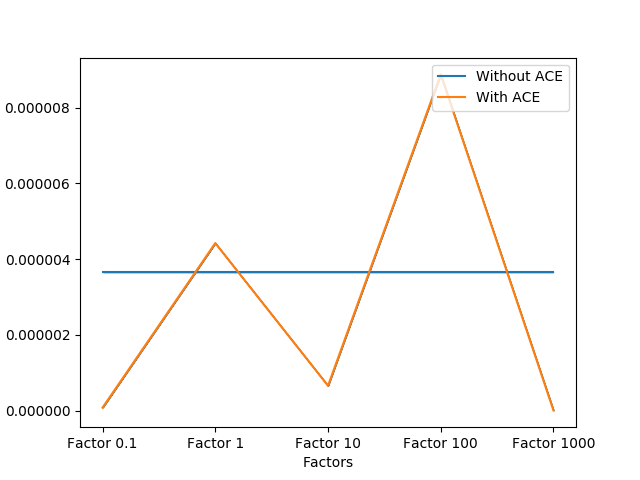 Without ACE
With ACE
0.000008
0.000006
0.000004
0.000002
0.000000
Factor 0.1 Factor 1 Factor 10 Factor 100 Factor 1000
Factors